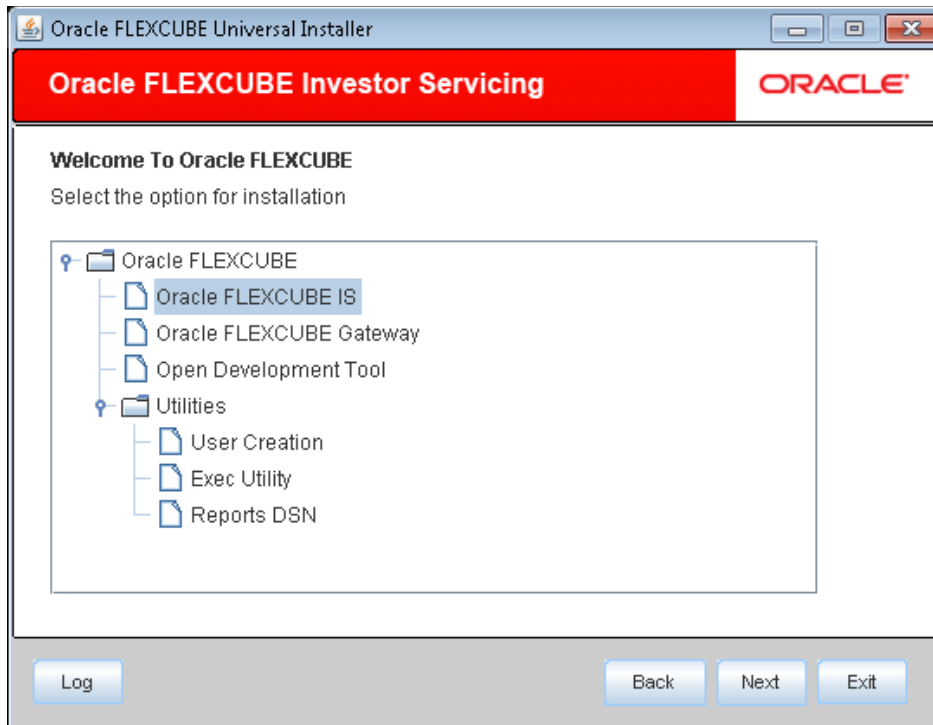 Oracle FLEXCUBE Universal Installer
Oracle FLEXCUBE Investor Servicing
ORACLE
Welcome To Oracle FLEXCUBE
Select the option for installation
Oracle FLEXCUBE
Oracle FLEXCUBE IS
Oracle FLEXCUBE Gateway
Open Development Tool
Utilities
User Creation
Exec Utility
Reports DSN
Log
Back
Next
Exit